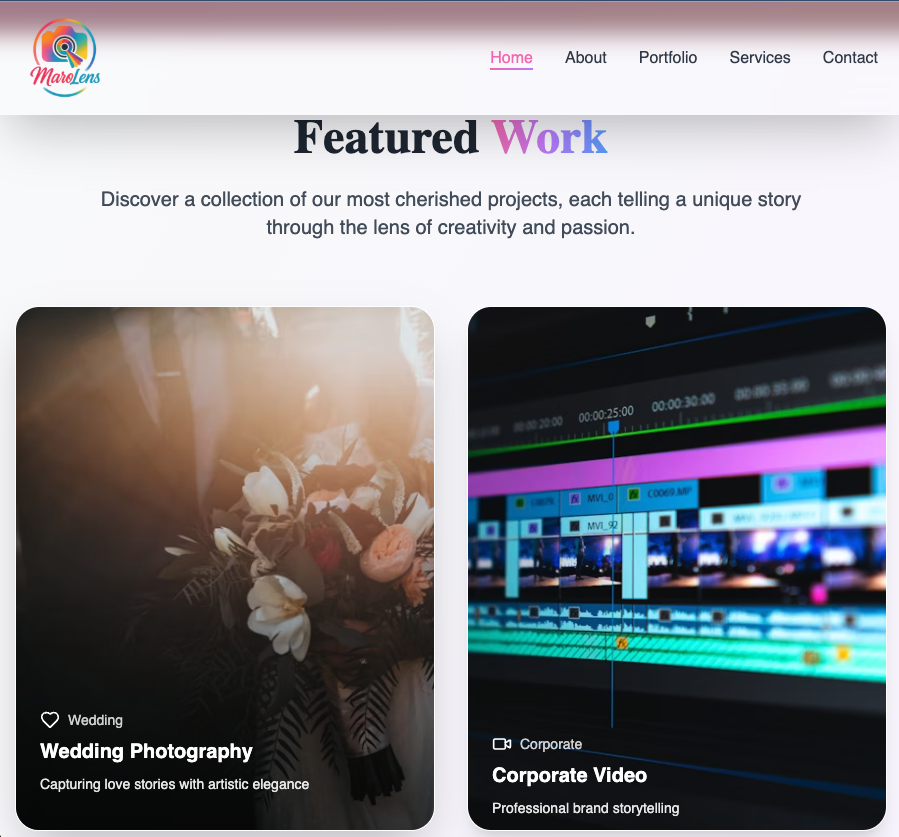 MaroLens
Home About Portfolio Services Contact
Featured Work
Discover a collection of our most cherished projects, each telling a unique story
through the lens of creativity and passion.
00:00:20:00 00:00:25:00 00:00:30:00 00:00:35:00
MVI_0 C0069.MP
MVI_92
Wedding
Wedding Photography
Capturing love stories with artistic elegance
Corporate
Corporate Video
Professional brand storytelling